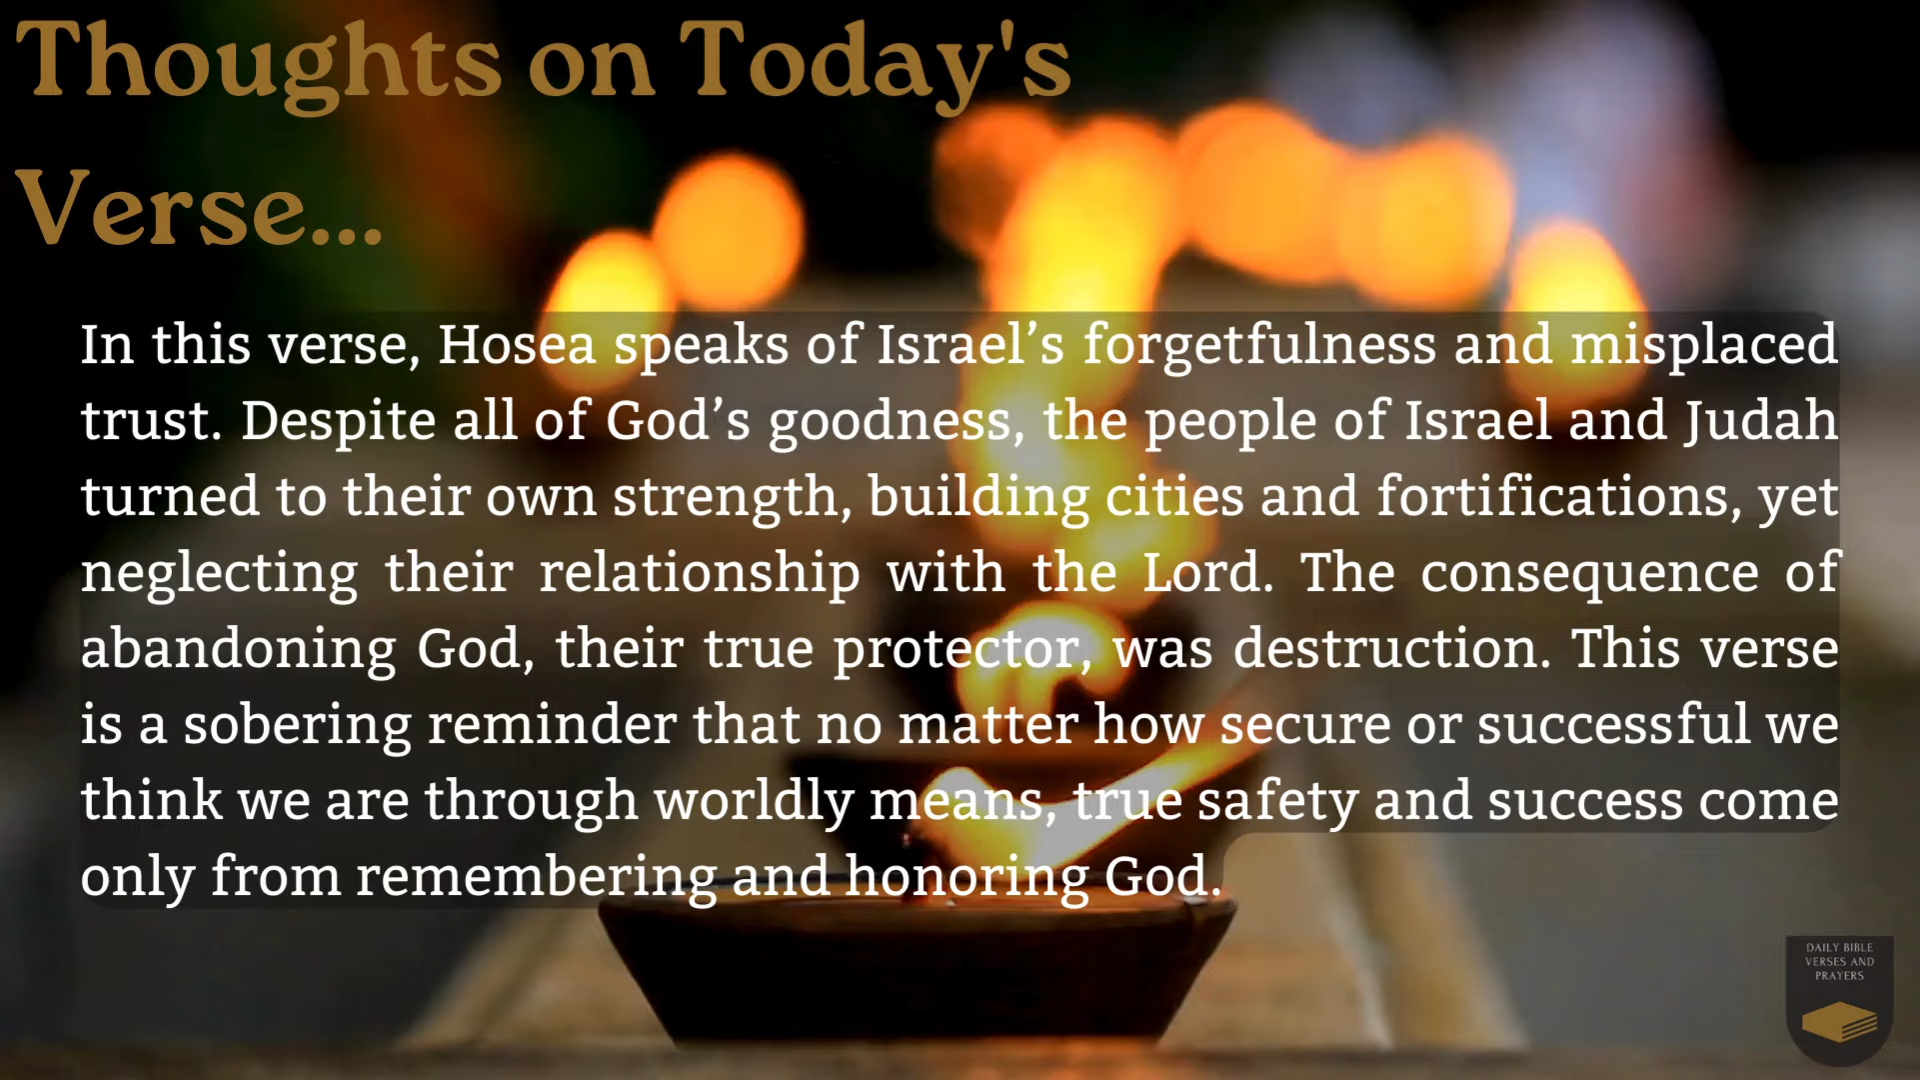 Thoughts on Today's
Verse...
In this verse, Hosea speaks of Israel’s forgetfulness and misplaced
trust. Despite all of God’s goodness, the people of Israel and Judah
turned to their own strength, building cities and fortifications, yet
neglecting their relationship with the Lord. The consequence of
abandoning God, their true protector, was destruction. This verse
is a sobering reminder that no matter how secure or successful we
think we are through worldly means, true safety and success come
only from remembering and honoring God.
DAILY BIBLE
VERSES AND
PRAYERS